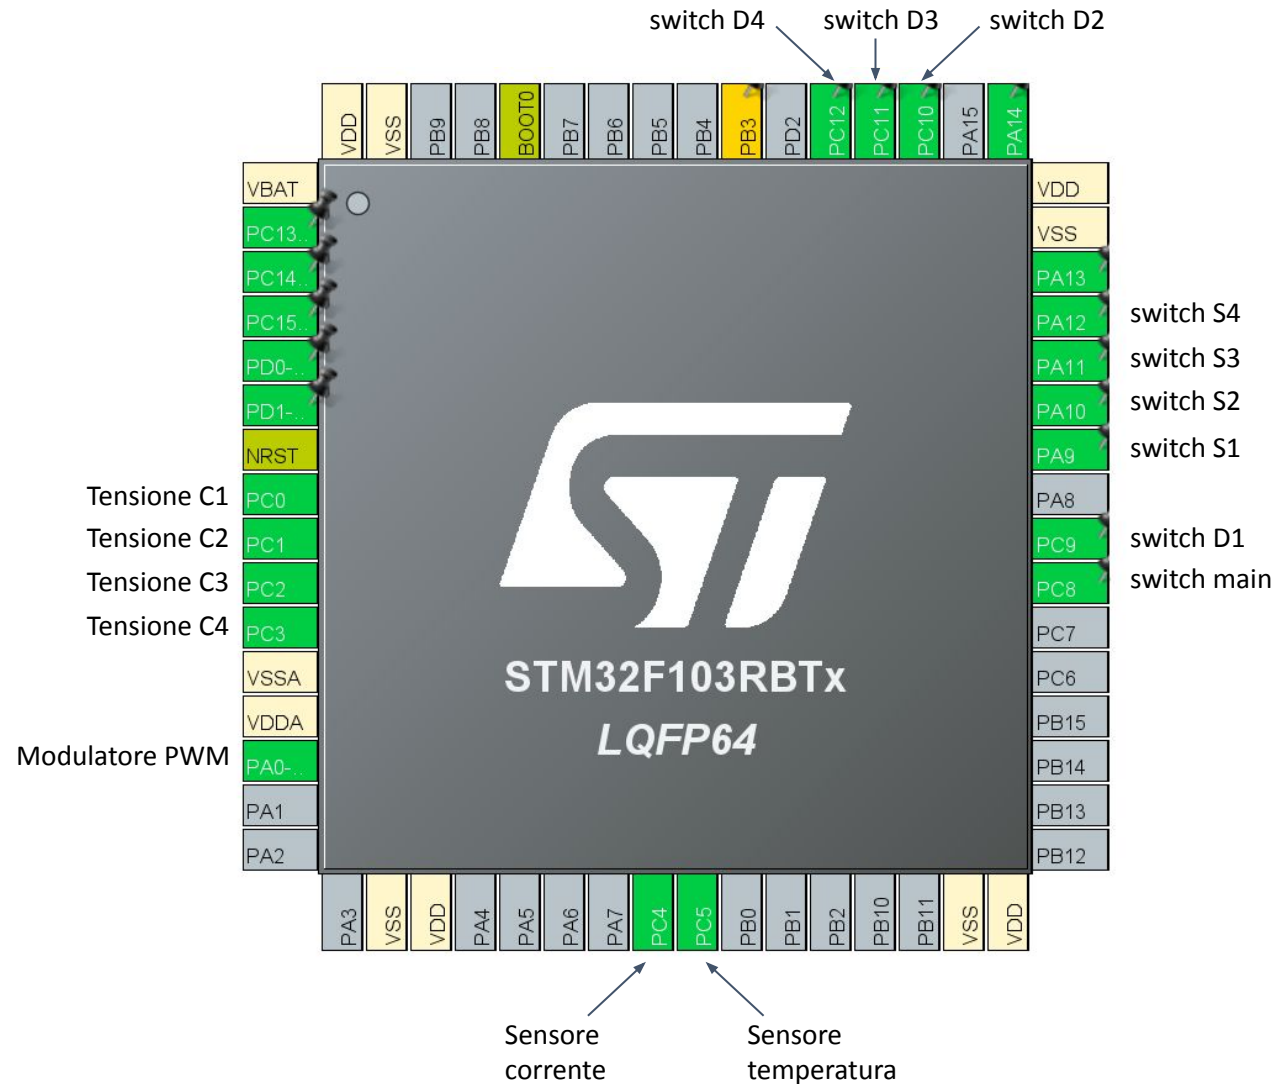 switch D4
switch D3
switch D2
VDD
VSS
PB9
PB8
BOOT0
PB7
PB6
PB5
PB4
PB3
PD2
PC12
PC11
PC10
PA15
PA14
VBAT
PC13..
PC14..
PC15..
PD0-..
PD1-..
NRST
Tensione C1
PC0
Tensione C2
PC1
Tensione C3
PC2
Tensione C4
PC3
VSSA
VDDA
Modulatore PWM
PA0-..
PA1
PA2
VDD
VSS
PA13
PA12
switch S4
PA11
switch S3
PA10
switch S2
PA9
switch S1
PA8
PC9
switch D1
PC8
switch main
PC7
PC6
PB15
PB14
PB13
PB12
ST
STM32F103RBTx
LQFP64
PA3
VSS
VDD
PA4
PA5
PA6
PA7
PC4
PC5
PB0
PB1
PB2
PB10
PB11
VSS
VDD
Sensore
corrente
Sensore
temperatura